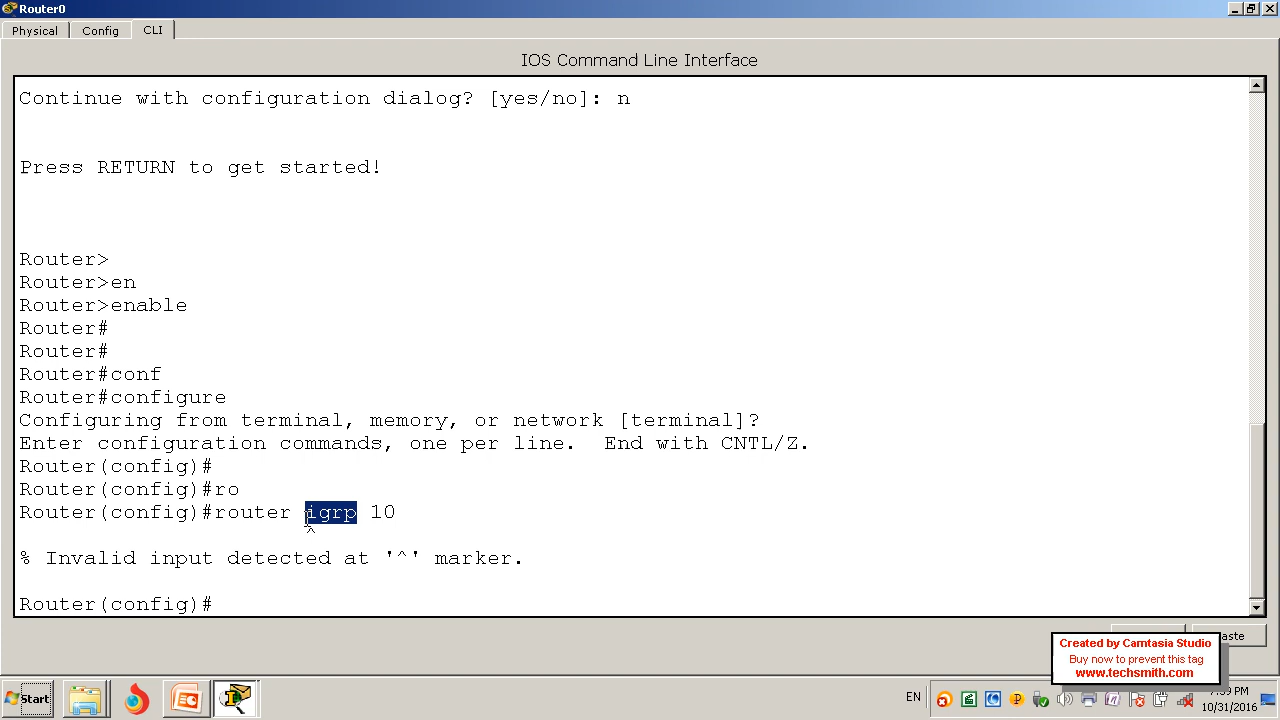 Router0
Physical Config CLI
IOS Command Line Interface
Continue with configuration dialog? [yes/no]: n
Press RETURN to get started!
Router>
Router>en
Router>enable
Router#
Router#
Router#conf
Router#configure
Configuring from terminal, memory, or network [terminal]?
Enter configuration commands, one per line.  End with CNTL/Z.
Router(config)#
Router(config)#ro
Router(config)#router igrp 10
^
% Invalid input detected at '^' marker.
Router(config)#
Created by Camtasia Studio
Buy now to prevent this tag
www.techsmith.com
Start
EN
10/31/2016